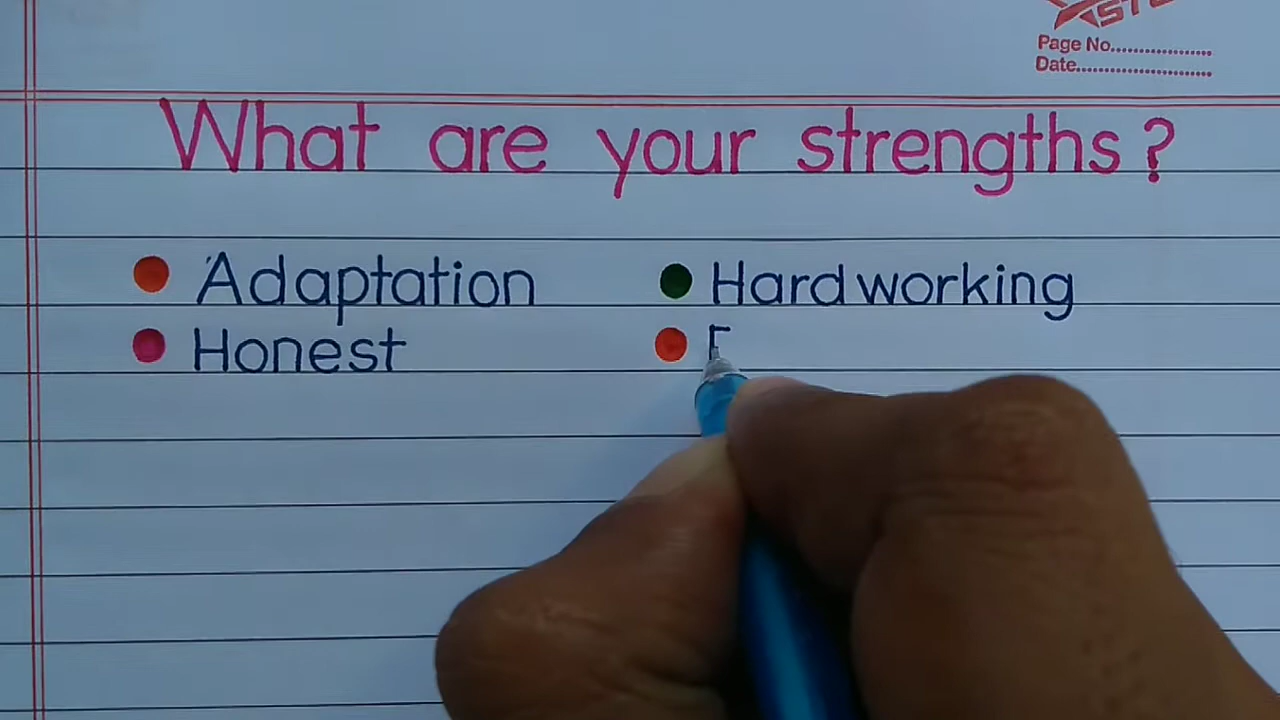 Page No.
Date
What are your strengths?
Adaptation
Hardworking
Honest